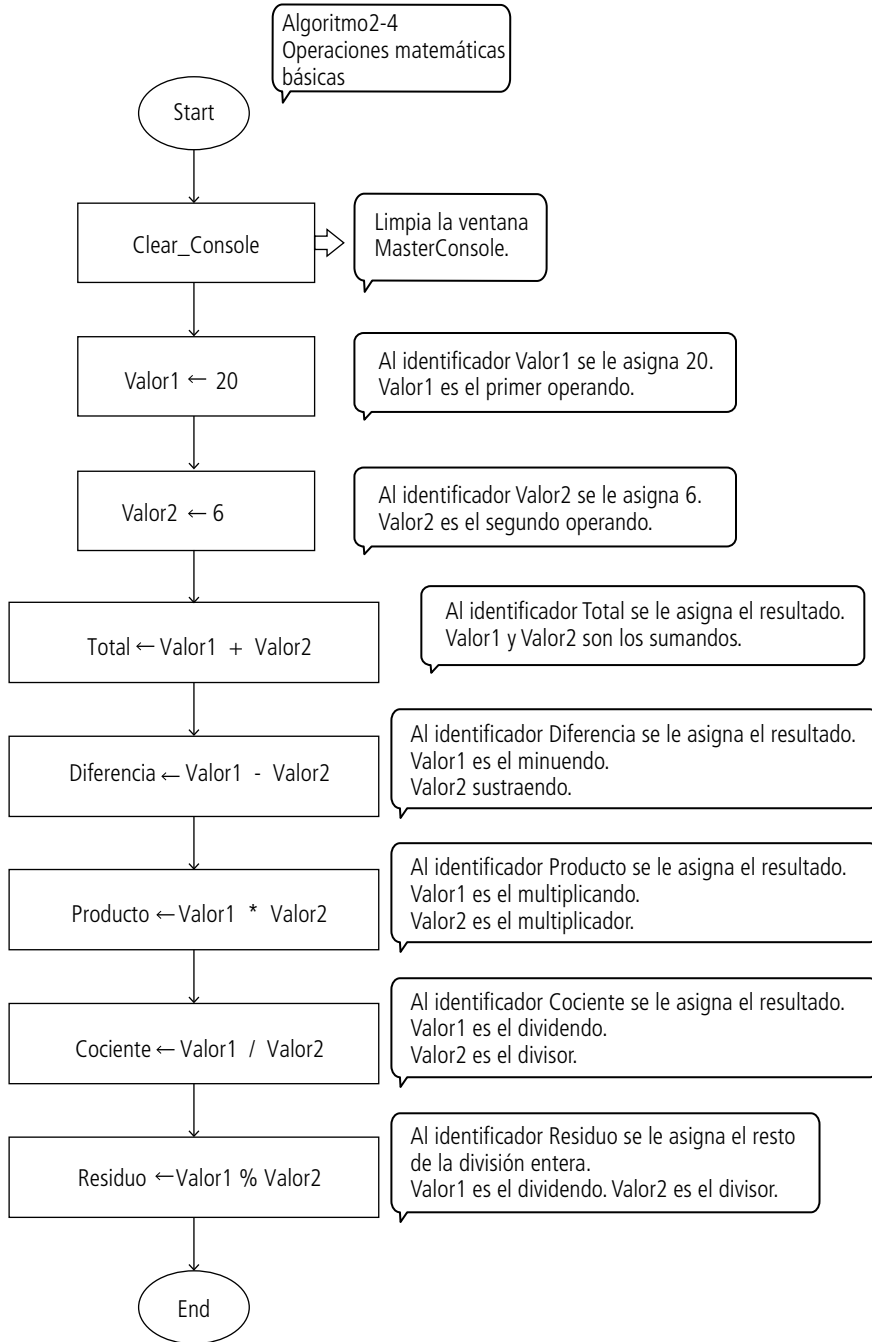 Algoritmo2-4
Operaciones matemáticas
básicas
Start
Clear_Console
Limpia la ventana
MasterConsole.
Valor1 ← 20
Al identificador Valor1 se le asigna 20.
Valor1 es el primer operando.
Valor2 ← 6
Al identificador Valor2 se le asigna 6.
Valor2 es el segundo operando.
Total ← Valor1 + Valor2
Al identificador Total se le asigna el resultado.
Valor1 y Valor2 son los sumandos.
Diferencia ← Valor1 - Valor2
Al identificador Diferencia se le asigna el resultado.
Valor1 es el minuendo.
Valor2 sustraendo.
Producto ← Valor1 * Valor2
Al identificador Producto se le asigna el resultado.
Valor1 es el multiplicando.
Valor2 es el multiplicador.
Cociente ← Valor1 / Valor2
Al identificador Cociente se le asigna el resultado.
Valor1 es el dividendo.
Valor2 es el divisor.
Residuo ← Valor1 % Valor2
Al identificador Residuo se le asigna el resto
de la división entera.
Valor1 es el dividendo. Valor2 es el divisor.
End